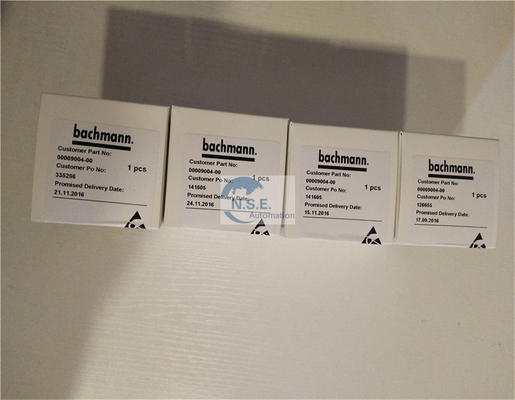 bachmann.
Customer Part No:
00009004-00
1 pcs
Customer Po No:
335266
Promised Delivery Date:
21.11.2016
bachmann.
Customer Part No:
00009004-00
1 pcs
Customer Po No:
141605
Promised Delivery Date:
24.11.2016
bachmann.
Customer Part No:
00009004-00
1 pcs
Customer Po No:
141605
Promised Delivery Date:
15.11.2016
bachmann.
Customer Part No:
00009004-00
1 pcs
Customer Po No:
126655
Promised Delivery Date:
17.09.2016
N.S.E.
Automation.